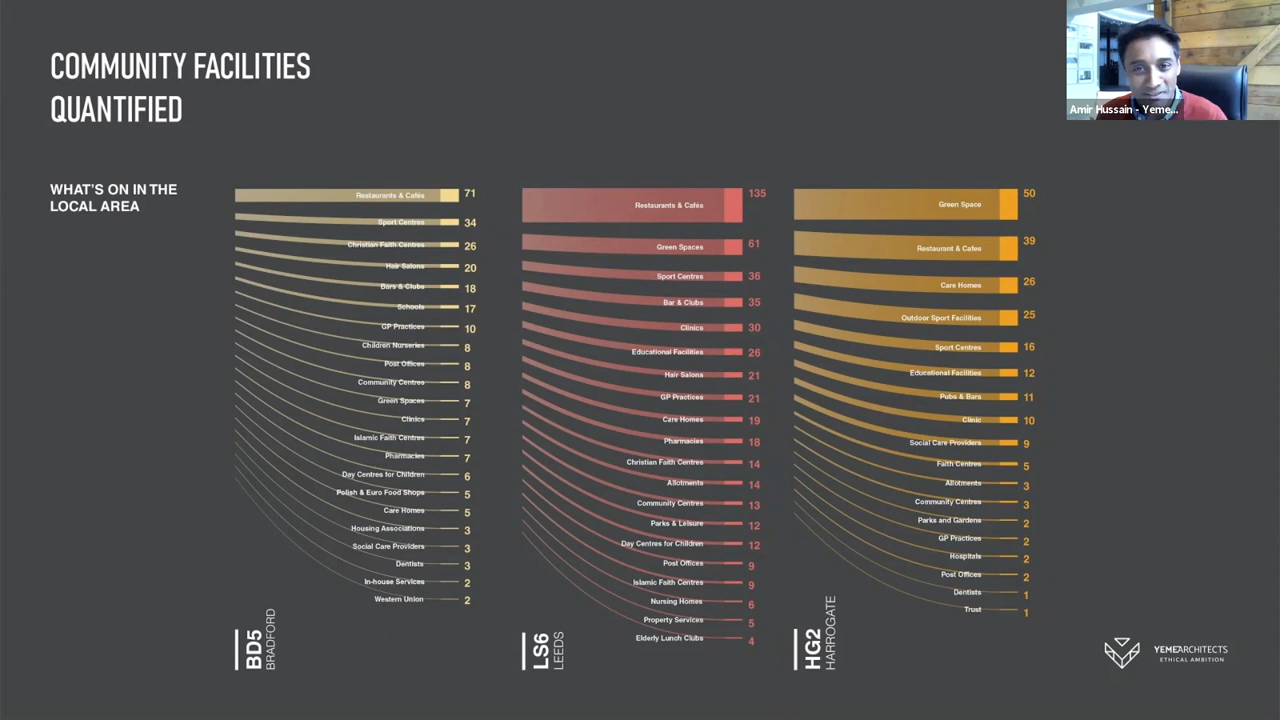 COMMUNITY FACILITIES
QUANTIFIED
Amir Hussain - Yeme...
WHAT'S ON IN THE
LOCAL AREA
Restaurants & Cafés 71
Sport Centres 34
Christian Faith Centres 26
Hair Salons 20
Bars & Clubs 18
Schools 17
GP Practices 10
Children Nurseries 8
Post Offices 8
Community Centres 8
Green Spaces 7
Clinics 7
Islamic Faith Centres 7
Pharmacies 7
Day Centres for Children 6
Polish & Euro Food Shops 5
Care Homes 5
Housing Associations 3
Social Care Providers 3
Dentists 3
In-house Services 2
Western Union 2
BD5
BRADFORD
Restaurants & Cafés 135
Green Spaces 61
Sport Centres 36
Bar & Clubs 35
Clinics 30
Educational Facilities 26
Hair Salons 21
GP Practices 21
Care Homes 19
Pharmacies 18
Christian Faith Centres 14
Allotments 14
Community Centres 13
Parks & Leisure 12
Day Centres for Children 12
Post Offices 9
Islamic Faith Centres 9
Nursing Homes 6
Property Services 5
Elderly Lunch Clubs 4
LS6
LEEDS
Green Space 50
Restaurant & Cafes 39
Care Homes 26
Outdoor Sport Facilities 25
Sport Centres 16
Educational Facilities 12
Pubs & Bars 11
Clinic 10
Social Care Providers 9
Faith Centres 5
Allotments 3
Community Centres 3
Parks and Gardens 2
GP Practices 2
Hospitals 2
Post Offices 2
Dentists 1
Trust 1
HG2
HARROGATE
YEMEARCHITECTS
ETHICAL AMBITION